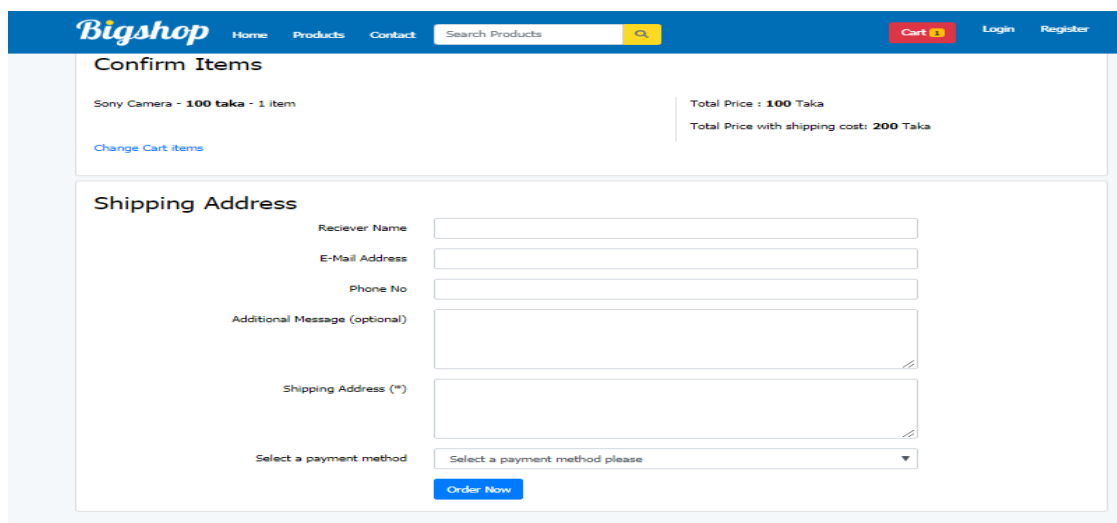 Bigshop Home Products Contact Search Products Cart 1 Login Register
Confirm Items
Sony Camera - 100 taka - 1 item
Total Price : 100 Taka
Total Price with shipping cost: 200 Taka
Change Cart items
Shipping Address
Reciever Name
E-Mail Address
Phone No
Additional Message (optional)
Shipping Address (*)
Select a payment method Select a payment method please
Order Now